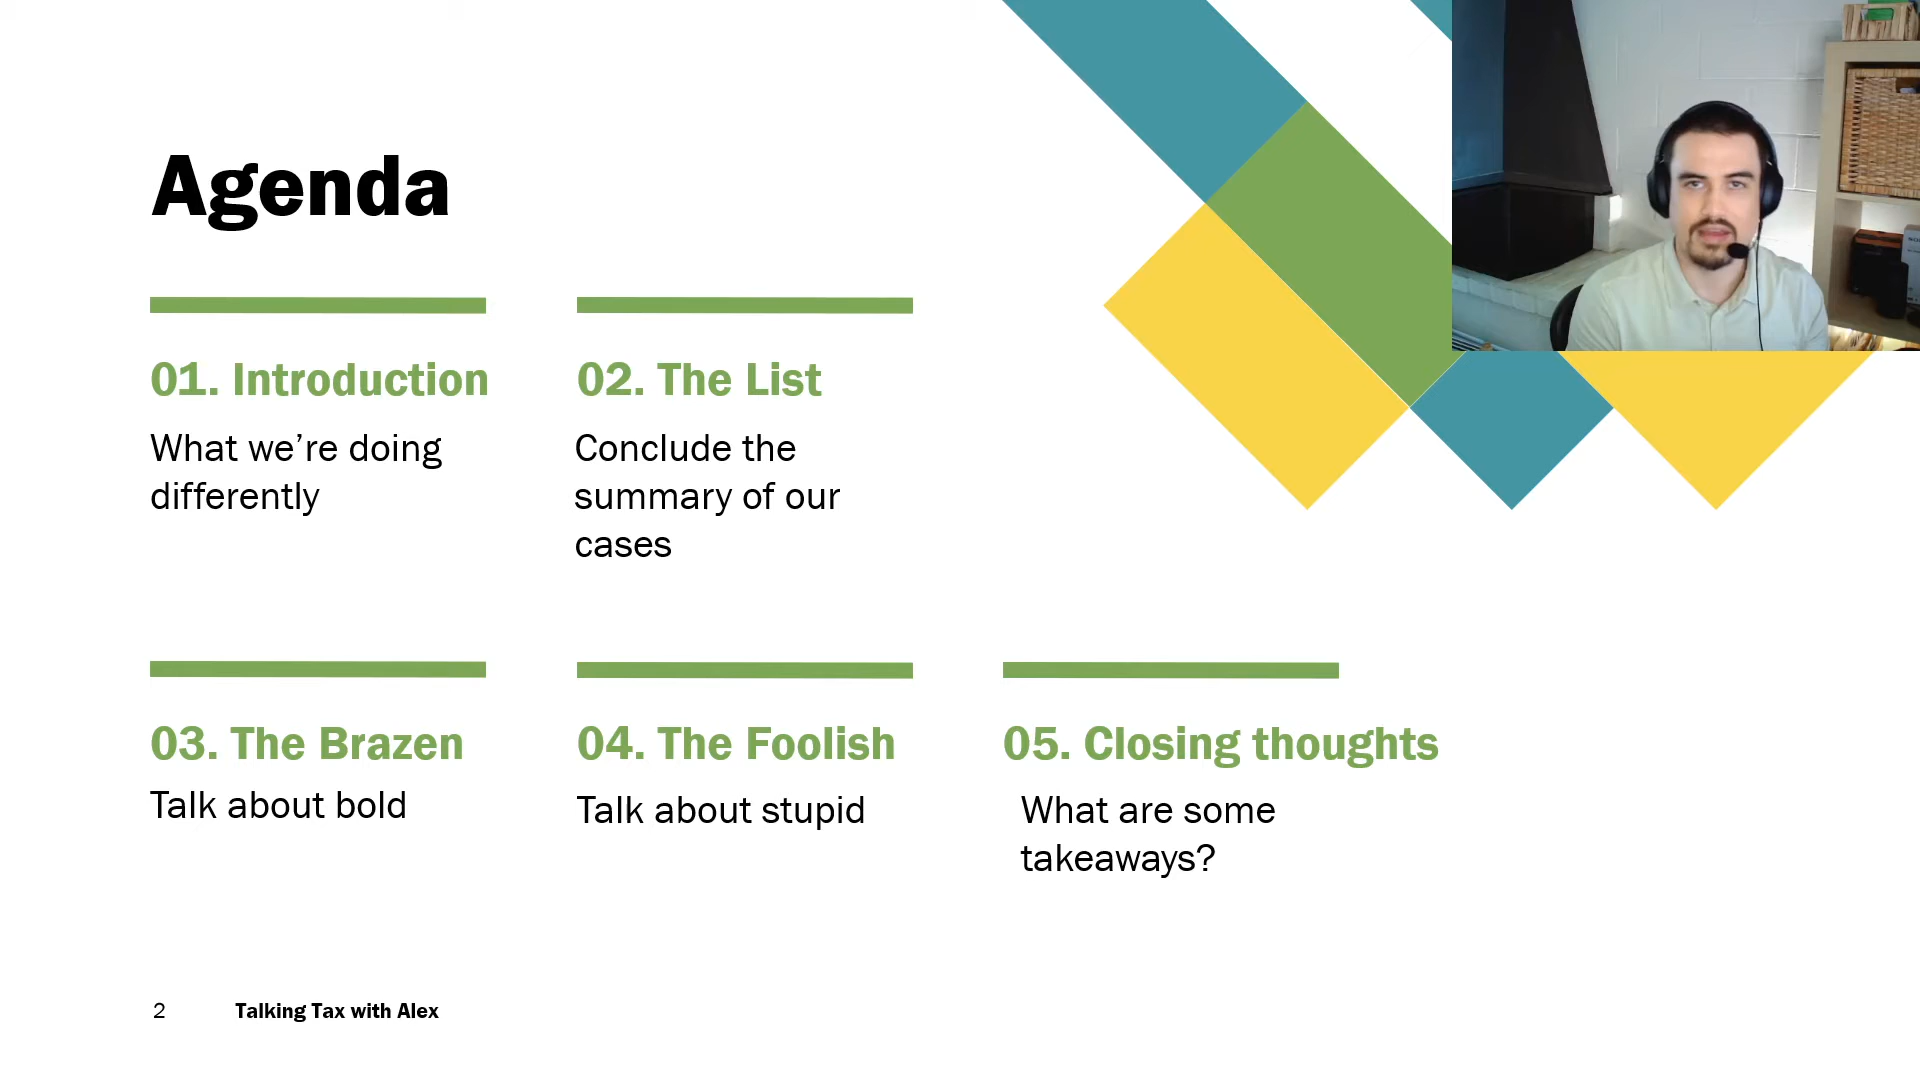 Agenda
01. Introduction
What we’re doing
differently
02. The List
Conclude the
summary of our
cases
03. The Brazen
Talk about bold
04. The Foolish
Talk about stupid
05. Closing thoughts
What are some
takeaways?
2
Talking Tax with Alex